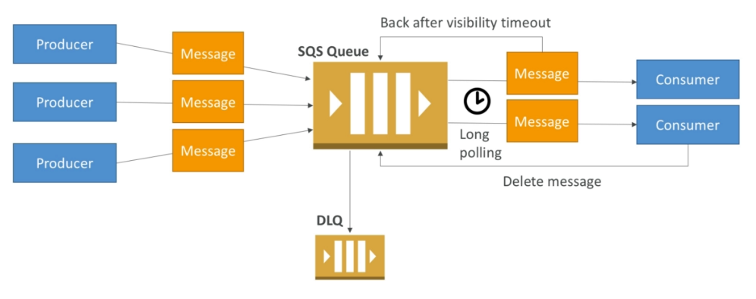 Back after visibility timeout
Producer
Message
SQS Queue
Message
Consumer
Producer
Message
Message
Consumer
Producer
Message
Long
polling
Delete message
DLQ